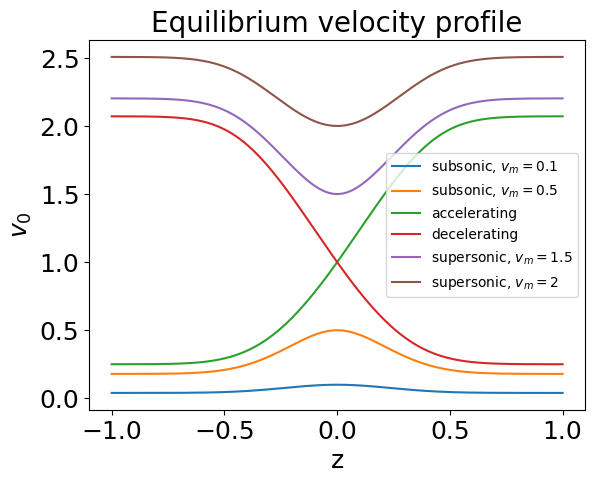 Equilibrium velocity profile
v₀
2.5
2.0
1.5
1.0
0.5
0.0
subsonic, vₘ = 0.1
subsonic, vₘ = 0.5
accelerating
decelerating
supersonic, vₘ = 1.5
supersonic, vₘ = 2
−1.0 −0.5 0.0 0.5 1.0
z